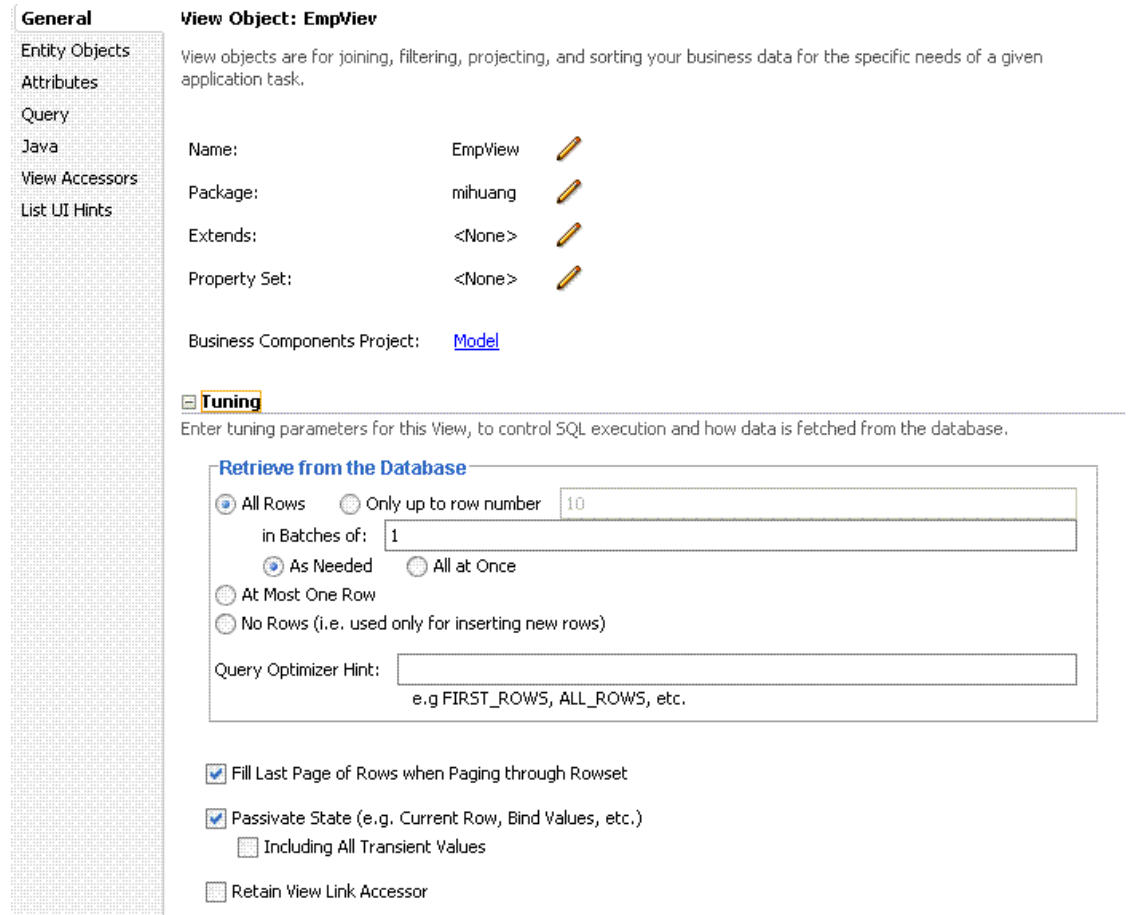 General
Entity Objects
Attributes
Query
Java
View Accessors
List UI Hints
View Object: EmpView
View objects are for joining, filtering, projecting, and sorting your business data for the specific needs of a given
application task.
Name: EmpView
Package: mihuang
Extends: <None>
Property Set: <None>
Business Components Project: Model
Tuning
Enter tuning parameters for this View, to control SQL execution and how data is fetched from the database.
Retrieve from the Database
All Rows Only up to row number 10
in Batches of: 1
As Needed All at Once
At Most One Row
No Rows (i.e. used only for inserting new rows)
Query Optimizer Hint:
e.g FIRST_ROWS, ALL_ROWS, etc.
Fill Last Page of Rows when Paging through Rowset
Passivate State (e.g. Current Row, Bind Values, etc.)
Including All Transient Values
Retain View Link Accessor